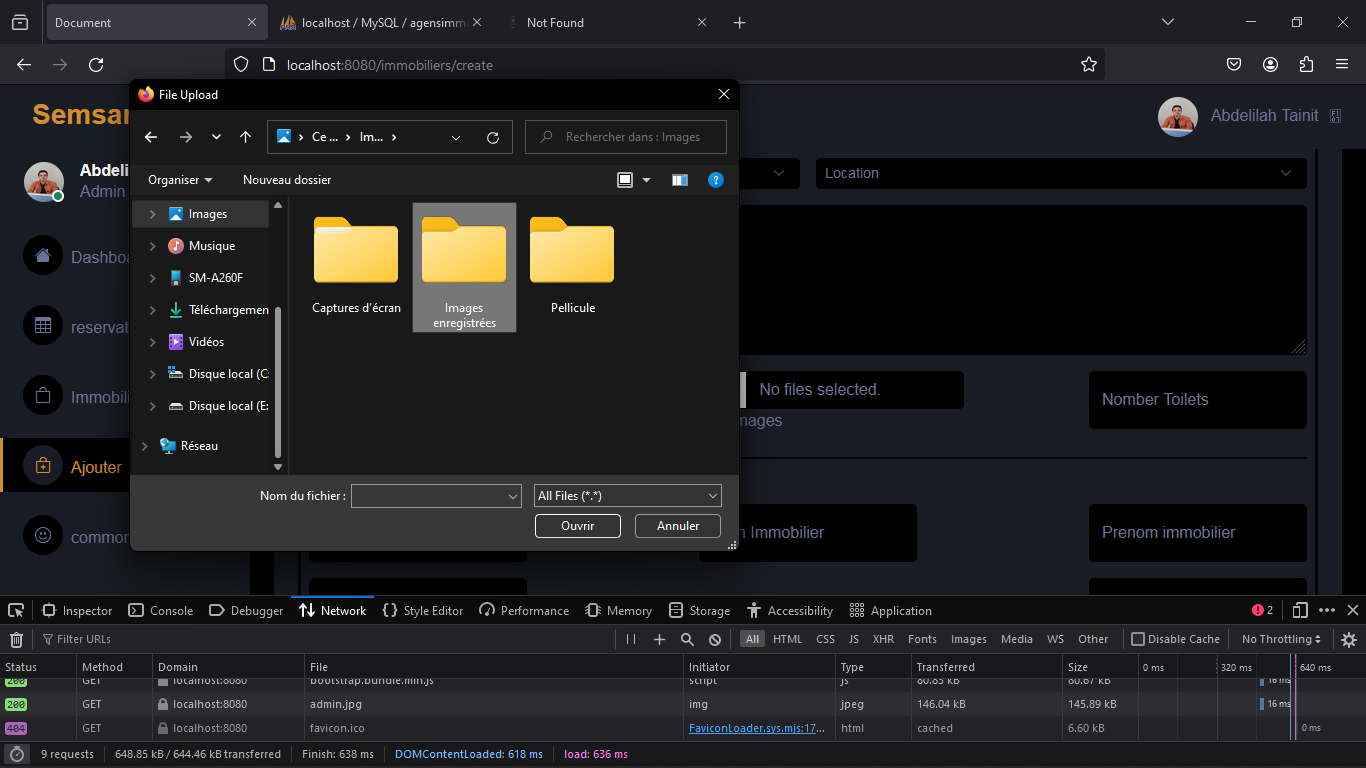 Document
localhost / MySQL / agensimm
Not Found
localhost:8080/immobiliers/create
Semsar
Abdelilah Tainit
Abdeli
Admin
Dashbo
reservat
Immobili
Ajouter
commor
File Upload
Ce ... › Im... ›
Rechercher dans : Images
Organiser
Nouveau dossier
Images
Musique
SM-A260F
Téléchargemen
Vidéos
Disque local (C:
Disque local (E:
Réseau
Captures d'écran
Images
enregistrées
Pellicule
Nom du fichier :
All Files (*.*)
Ouvrir
Annuler
Location
No files selected.
mages
Nomber Toilets
m Immobilier
Prenom immobilier
Inspector
Console
Debugger
Network
Style Editor
Performance
Memory
Storage
Accessibility
Application
2
Filter URLs
All
HTML
CSS
JS
XHR
Fonts
Images
Media
WS
Other
Disable Cache
No Throttling
Status
Method
Domain
File
Initiator
Type
Transferred
Size
0 ms
320 ms
640 ms
200 GET localhost:8080 bootstrap.bundle.min.js script js 80.85 kB 80.67 kB 16 ms
200 GET localhost:8080 admin.jpg img jpeg 146.04 kB 145.89 kB 16 ms
404 GET localhost:8080 favicon.ico FaviconLoader.sys.mjs:17... html cached 6.60 kB 0 ms
9 requests
648.85 kB / 644.46 kB transferred
Finish: 638 ms
DOMContentLoaded: 618 ms
load: 636 ms